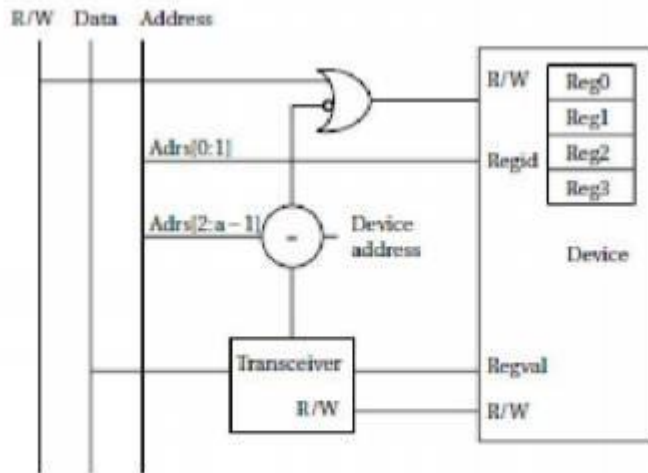 R/W Data Address
R/W
Reg0
Reg1
Adrs[0:1]
Regid
Reg2
Reg3
Adrs[2:a – 1]
=
Device
address
Device
Transceiver
Regval
R/W
R/W